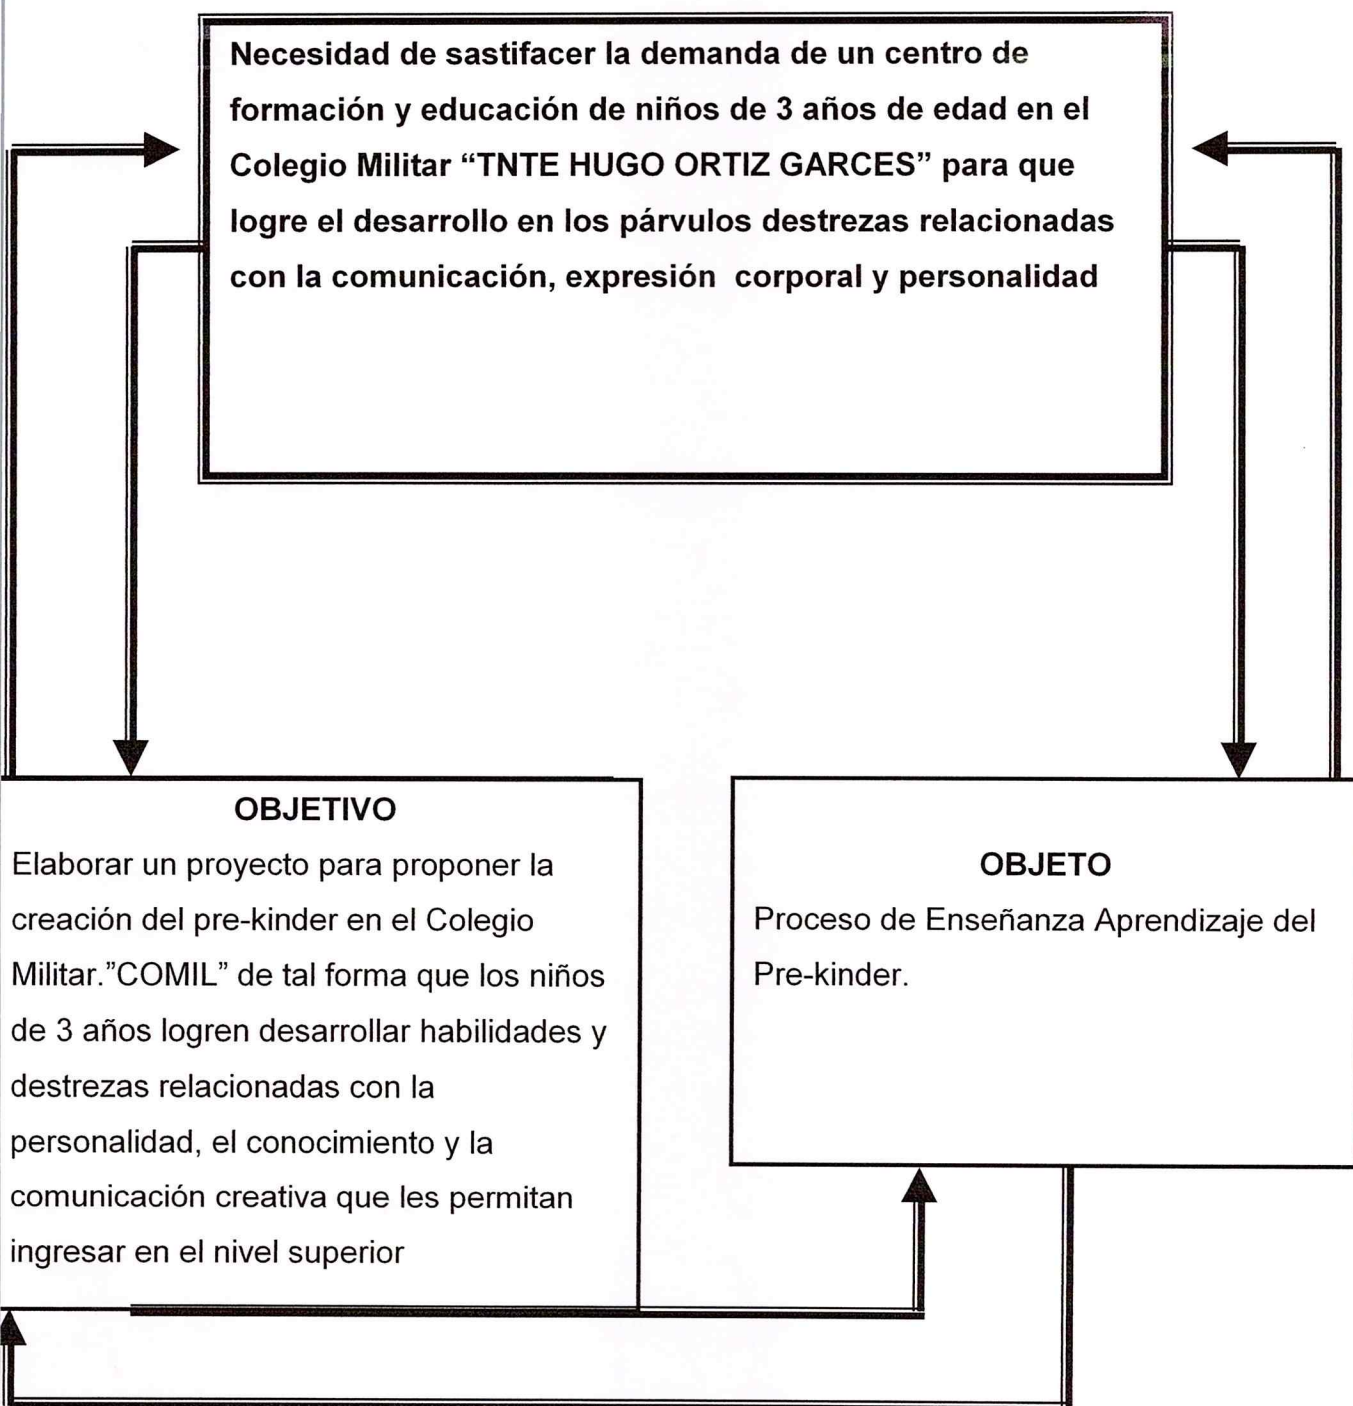 Necesidad de sastifacer la demanda de un centro de
formación y educación de niños de 3 años de edad en el
Colegio Militar “TNTE HUGO ORTIZ GARCES” para que
logre el desarrollo en los párvulos destrezas relacionadas
con la comunicación, expresión  corporal y personalidad
OBJETIVO
Elaborar un proyecto para proponer la
creación del pre-kinder en el Colegio
Militar.”COMIL” de tal forma que los niños
de 3 años logren desarrollar habilidades y
destrezas relacionadas con la
personalidad, el conocimiento y la
comunicación creativa que les permitan
ingresar en el nivel superior
OBJETO
Proceso de Enseñanza Aprendizaje del
Pre-kinder.